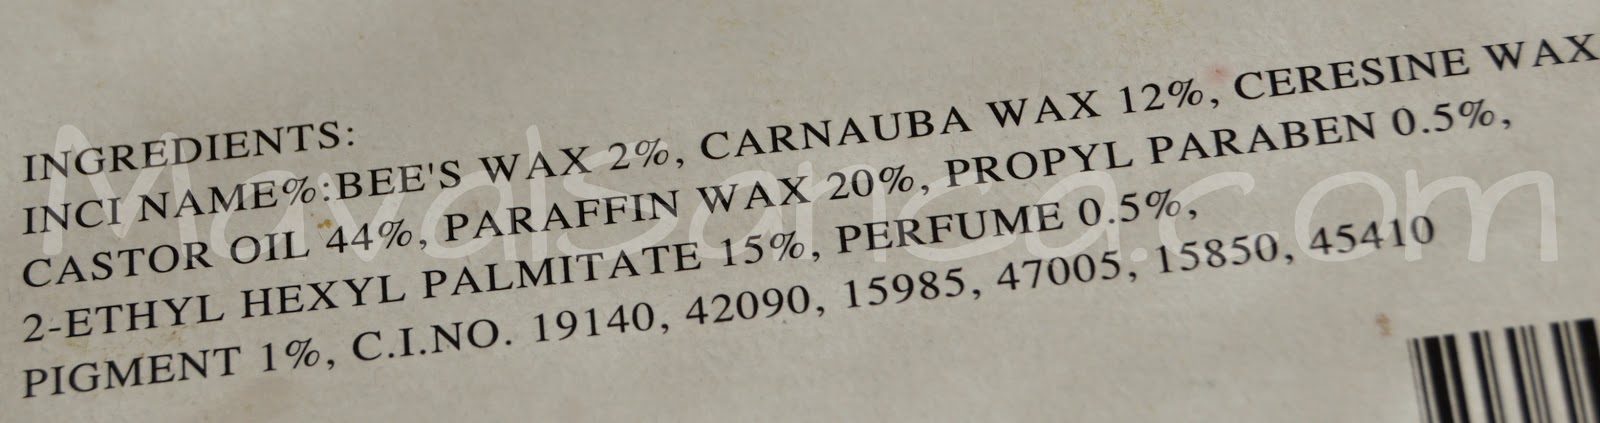 INGREDIENTS:
INCI NAME%:BEE'S WAX 2%, CARNAUBA WAX 12%, CERESINE WAX
CASTOR OIL 44%, PARAFFIN WAX 20%, PROPYL PARABEN 0.5%,
2-ETHYL HEXYL PALMITATE 15%, PERFUME 0.5%,
PIGMENT 1%, C.I.NO. 19140, 42090, 15985, 47005, 15850, 45410